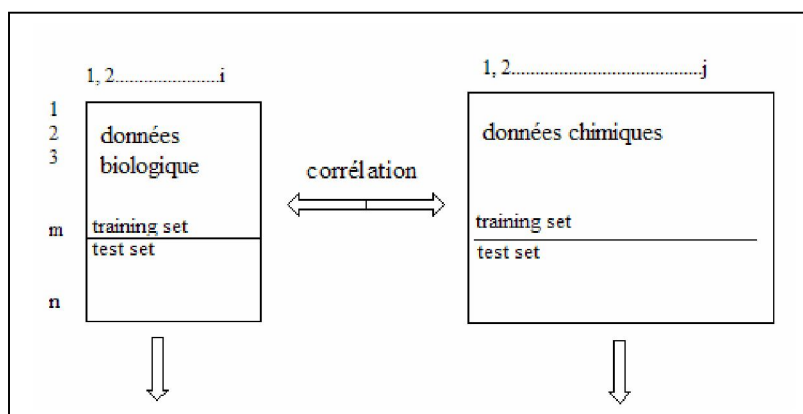 1, 2.......................i
1, 2...........................................j
1
2
3
m
n
données
biologique
training set
test set
corrélation
données chimiques
training set
test set